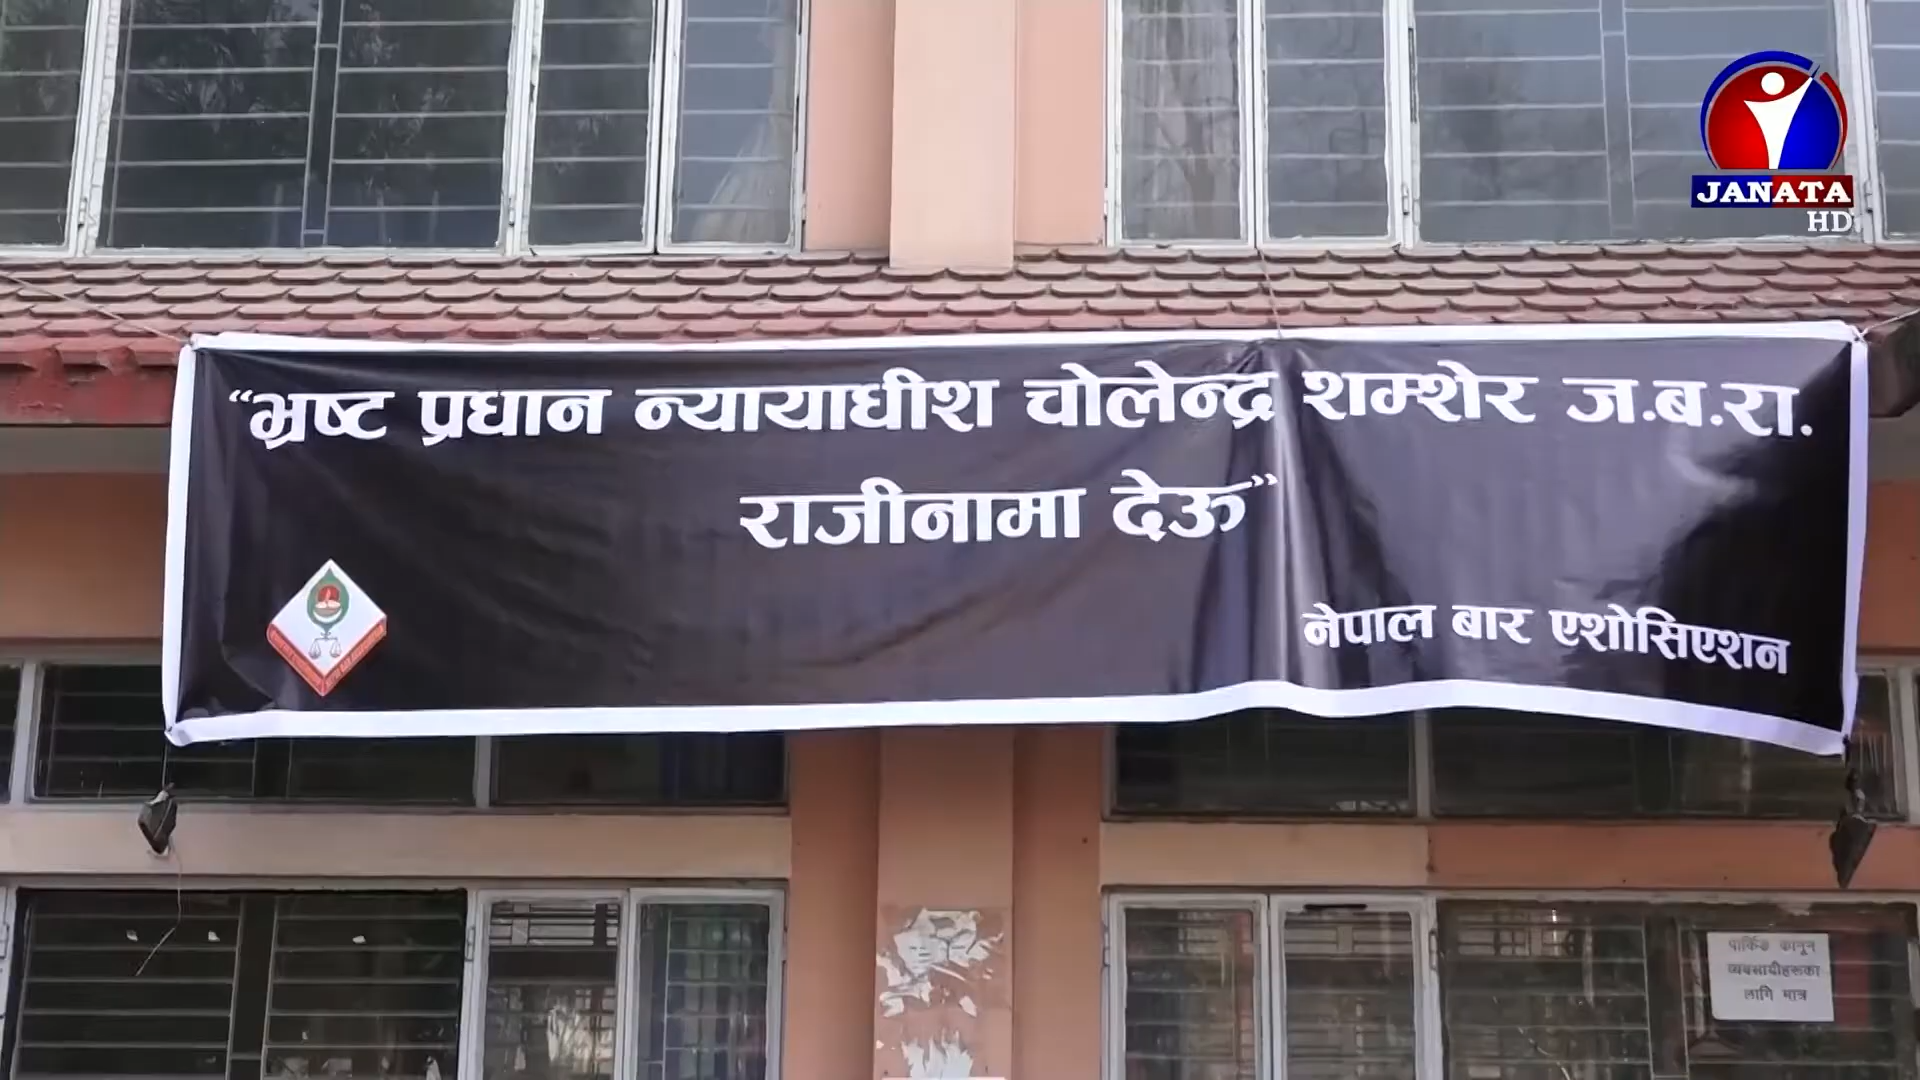 JANATA
HD
“भ्रष्ट प्रधान न्यायाधीश चोलेन्द्र शम्शेर ज.ब.रा.
राजीनामा देऊ”
नेपाल बार एशोसिएशन
पार्किङ कानून
व्यवसायीहरूका
लागि मात्र